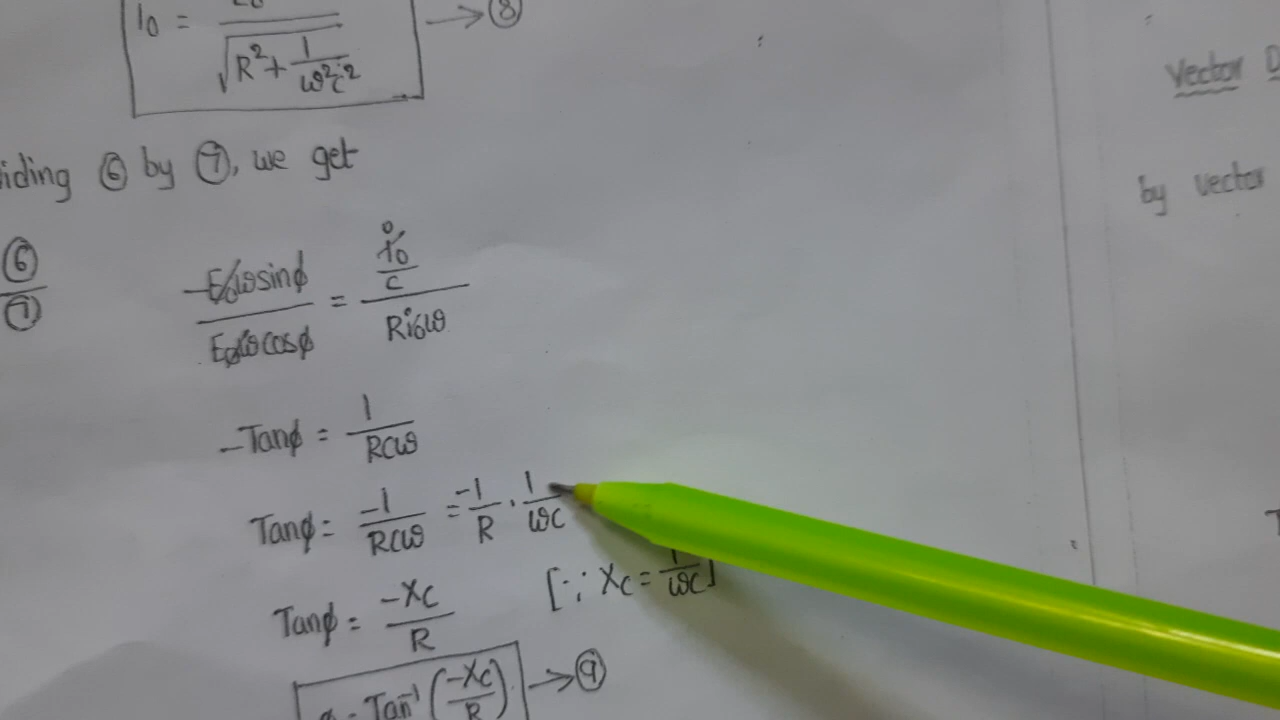 i₀ = / √(R² + 1/ω²c²) → ⑧
Vector
by vector
iding ⑥ by ⑦, we get
⑥/⑦ -E₀ωsinϕ / E₀ωcosϕ = (i₀/c) / Ri₀ω
-Tanϕ = 1/RCω
Tanϕ = -1/RCω = -1/R · 1/ωC
Tanϕ = -Xc/R [∵ Xc = 1/ωC]
Tan⁻¹(-Xc/R) → ⑨